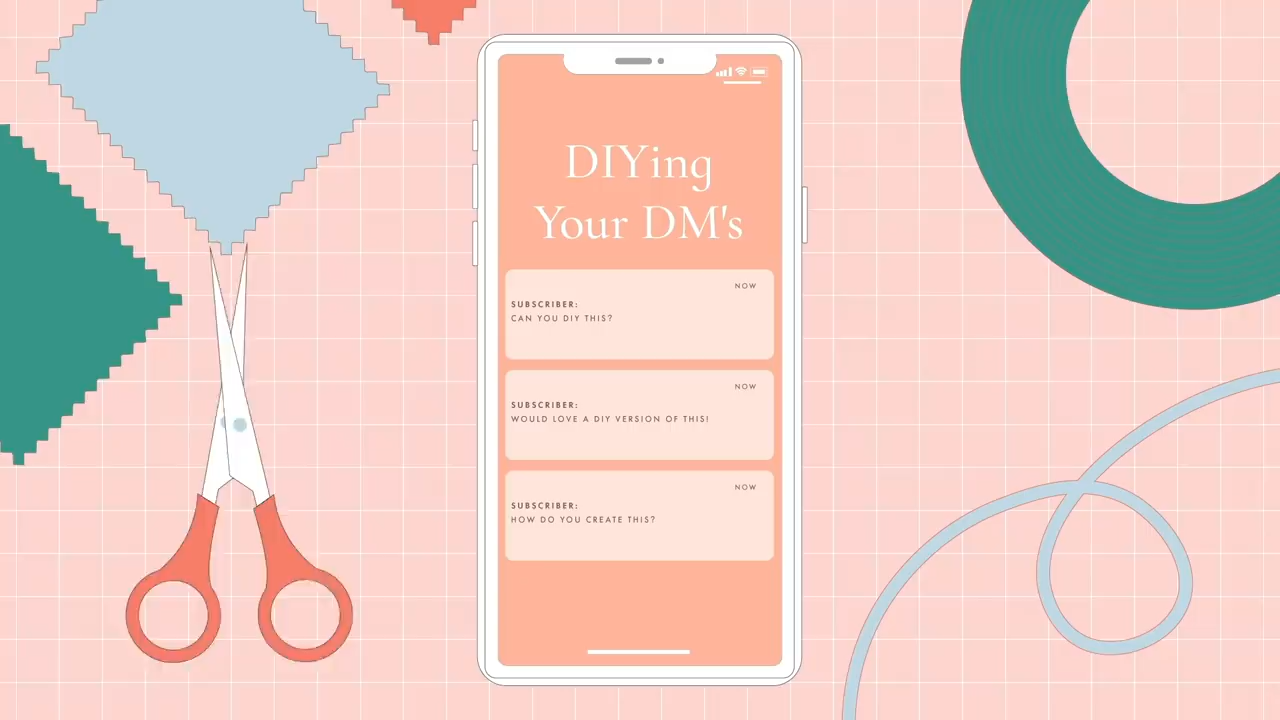 DIYing
Your DM's
NOW
SUBSCRIBER:
CAN YOU DIY THIS?
NOW
SUBSCRIBER:
WOULD LOVE A DIY VERSION OF THIS!
NOW
SUBSCRIBER:
HOW DO YOU CREATE THIS?